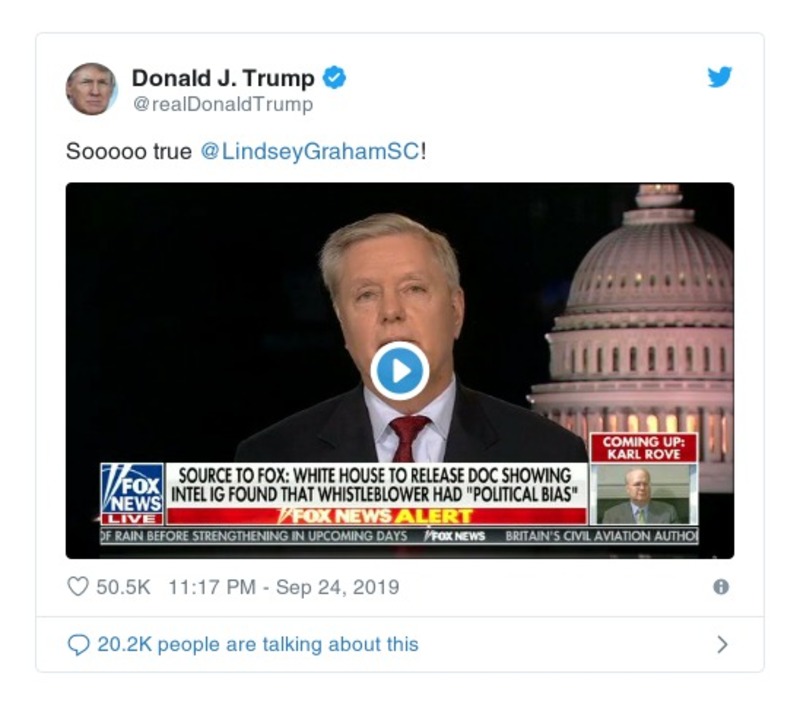 Donald J. Trump
@realDonaldTrump
Sooooo true @LindseyGrahamSC!
COMING UP:
KARL ROVE
FOX
NEWS
LIVE
SOURCE TO FOX: WHITE HOUSE TO RELEASE DOC SHOWING
INTEL IG FOUND THAT WHISTLEBLOWER HAD "POLITICAL BIAS"
FOX NEWS ALERT
OF RAIN BEFORE STRENGTHENING IN UPCOMING DAYS FOX NEWS BRITAIN'S CIVIL AVIATION AUTHO
50.5K 11:17 PM - Sep 24, 2019
20.2K people are talking about this